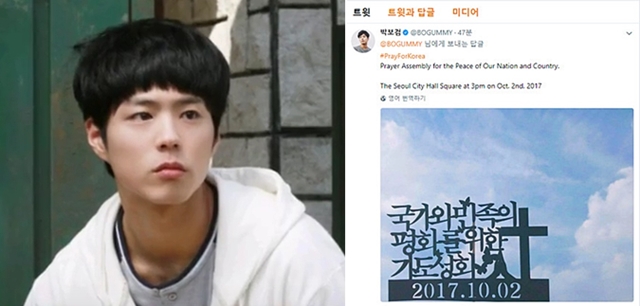 트윗 트윗과 답글 미디어
박보검 @BOGUMMY · 47분
@BOGUMMY 님에게 보내는 답글
#PrayForKorea
Prayer Assembly for the Peace of Our Nation and Country.
The Seoul City Hall Square at 3pm on Oct. 2nd. 2017
영어 번역하기
국가와 민족의
평화를 위한
기도성회
2017.10.02